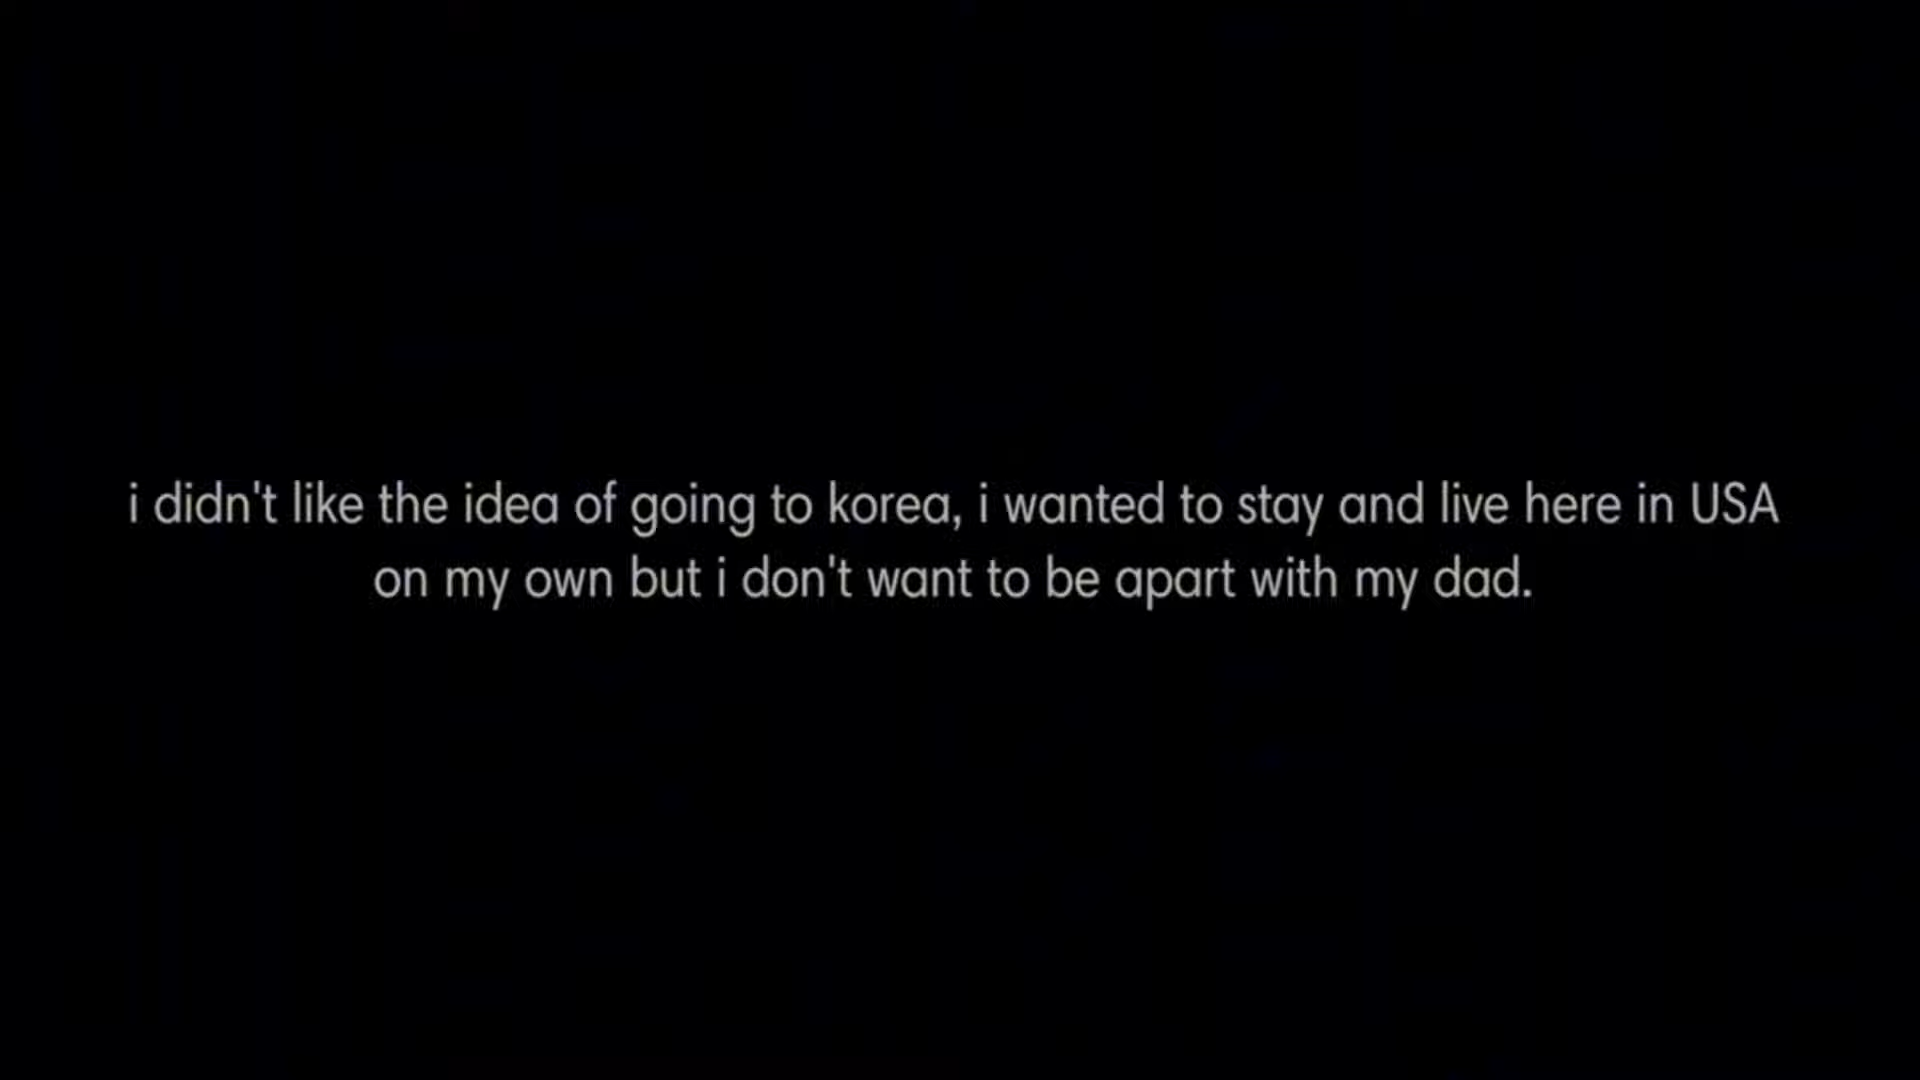 i didn't like the idea of going to korea, i wanted to stay and live here in USA
on my own but i don't want to be apart with my dad.